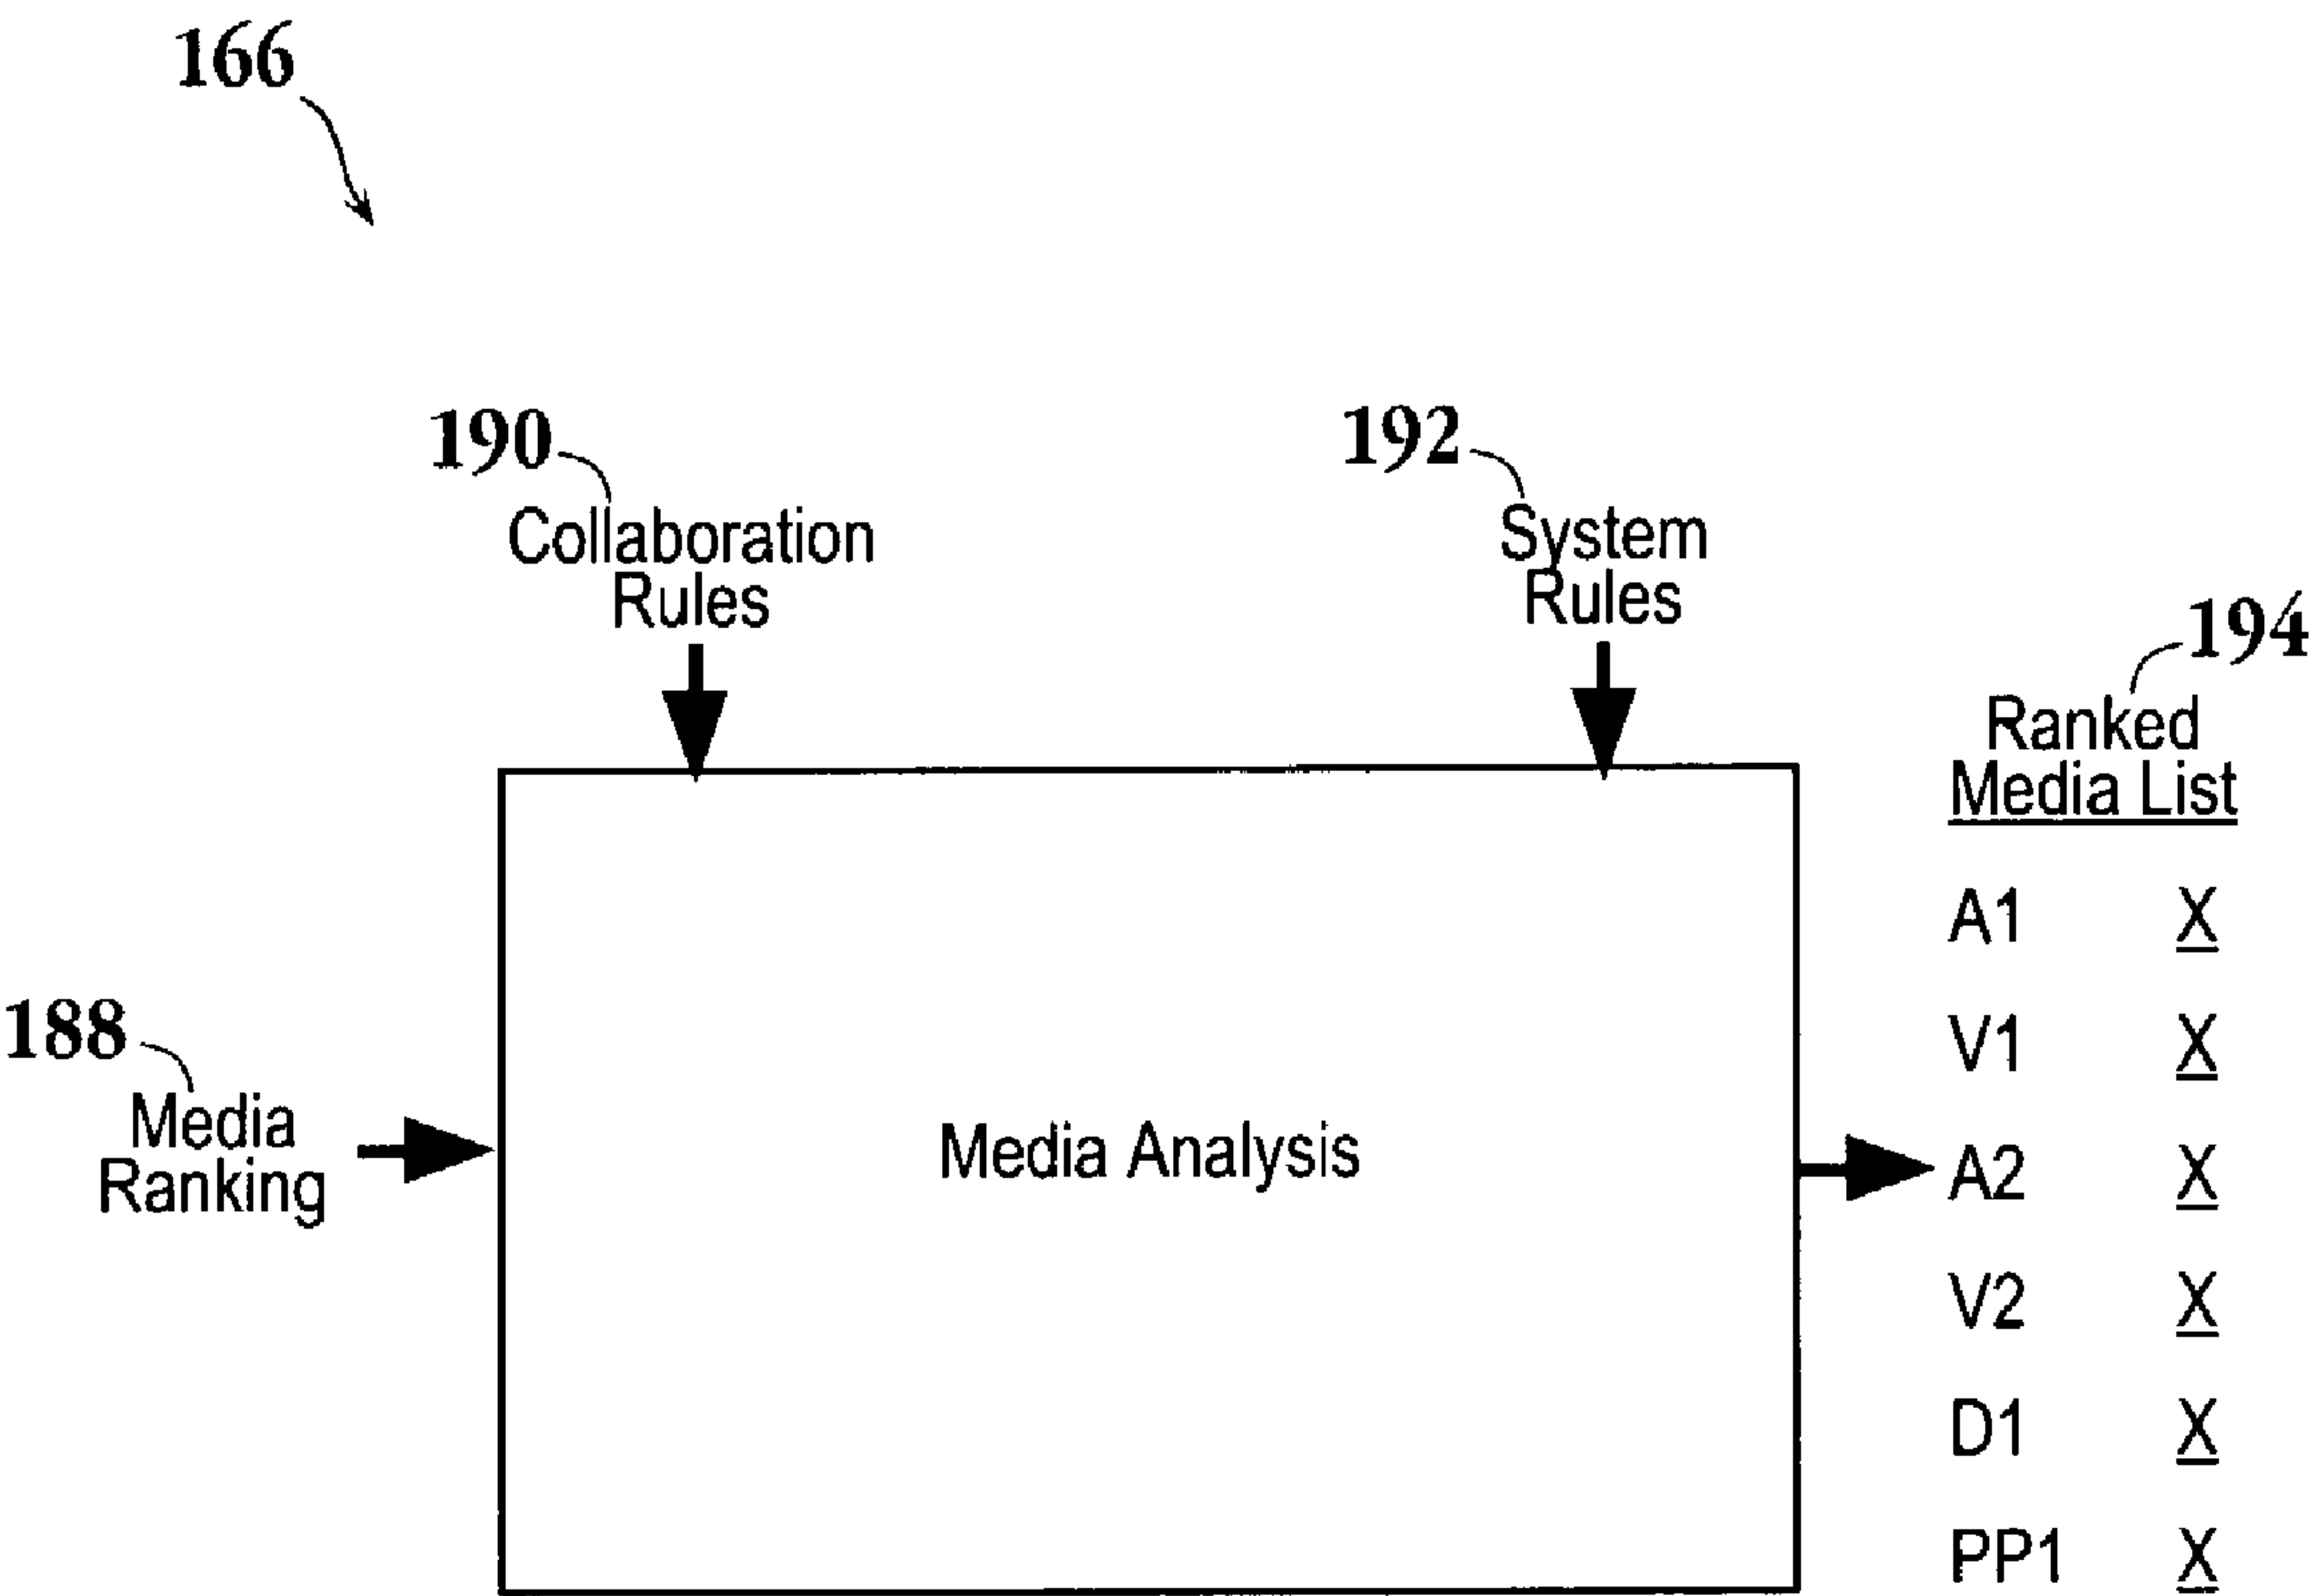 166
190
Collaboration
Rules
192
System
Rules
194
Ranked
Media List
A1 X
V1 X
188
Media
Ranking
Media Analysis
A2 X
V2 X
D1 X
PP1 X